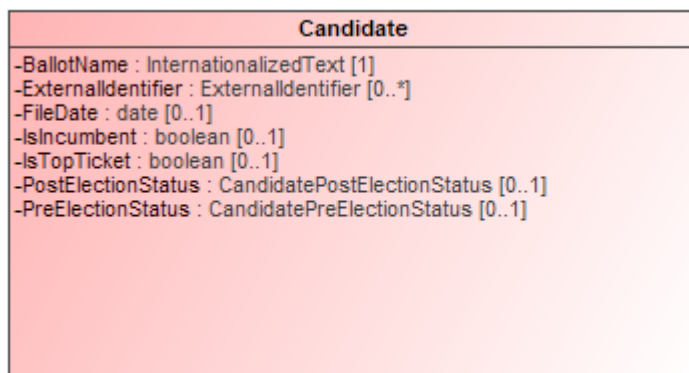 Candidate
-BallotName : InternationalizedText [1]
-ExternalIdentifier : ExternalIdentifier [0..*]
-FileDate : date [0..1]
-IsIncumbent : boolean [0..1]
-IsTopTicket : boolean [0..1]
-PostElectionStatus : CandidatePostElectionStatus [0..1]
-PreElectionStatus : CandidatePreElectionStatus [0..1]